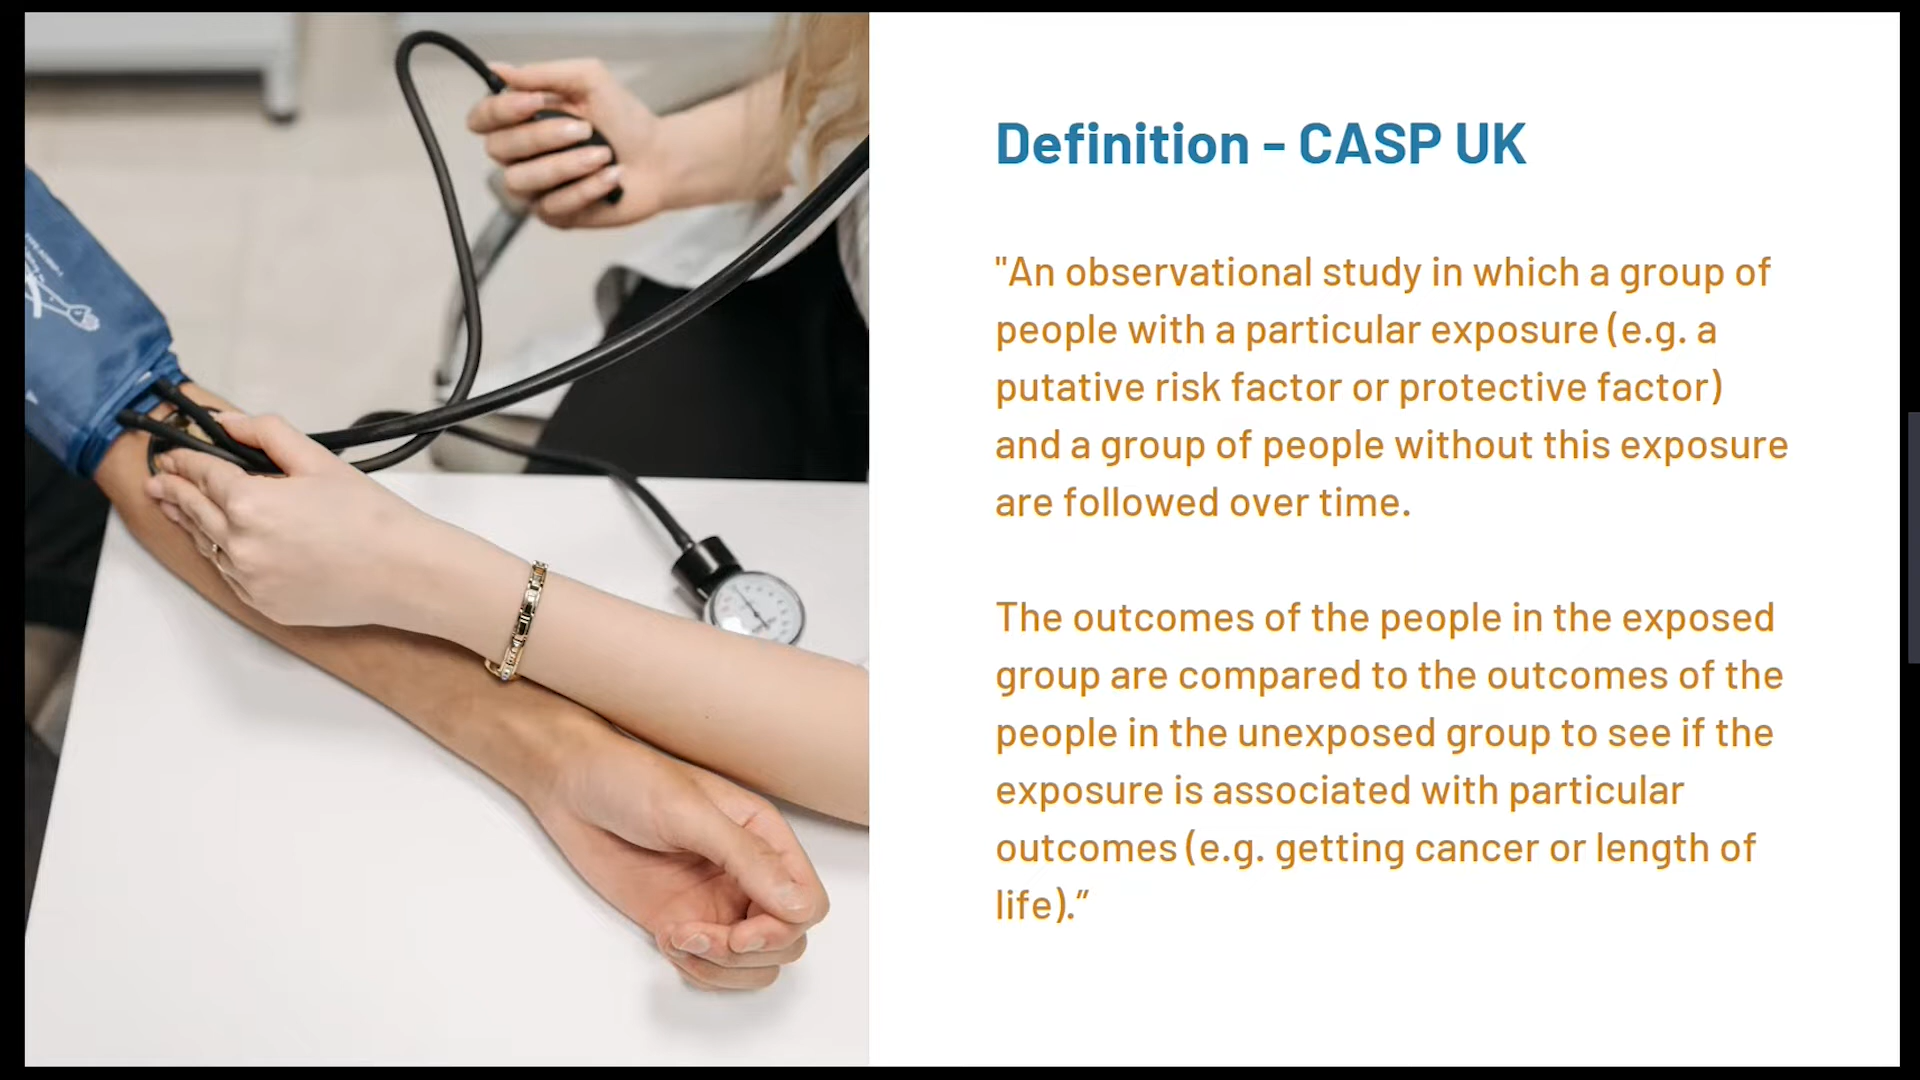 Definition - CASP UK
"An observational study in which a group of
people with a particular exposure (e.g. a
putative risk factor or protective factor)
and a group of people without this exposure
are followed over time.
The outcomes of the people in the exposed
group are compared to the outcomes of the
people in the unexposed group to see if the
exposure is associated with particular
outcomes (e.g. getting cancer or length of
life).”